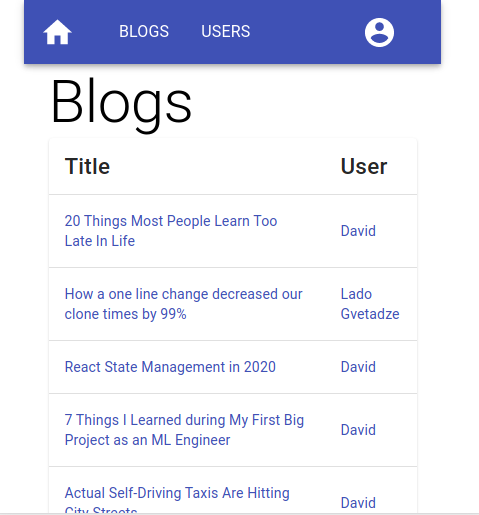 BLOGS USERS
Blogs
Title User
20 Things Most People Learn Too
Late In Life
David
How a one line change decreased our
clone times by 99%
Lado
Gvetadze
React State Management in 2020 David
7 Things I Learned during My First Big
Project as an ML Engineer
David
Actual Self-Driving Taxis Are Hitting
City Streets
David